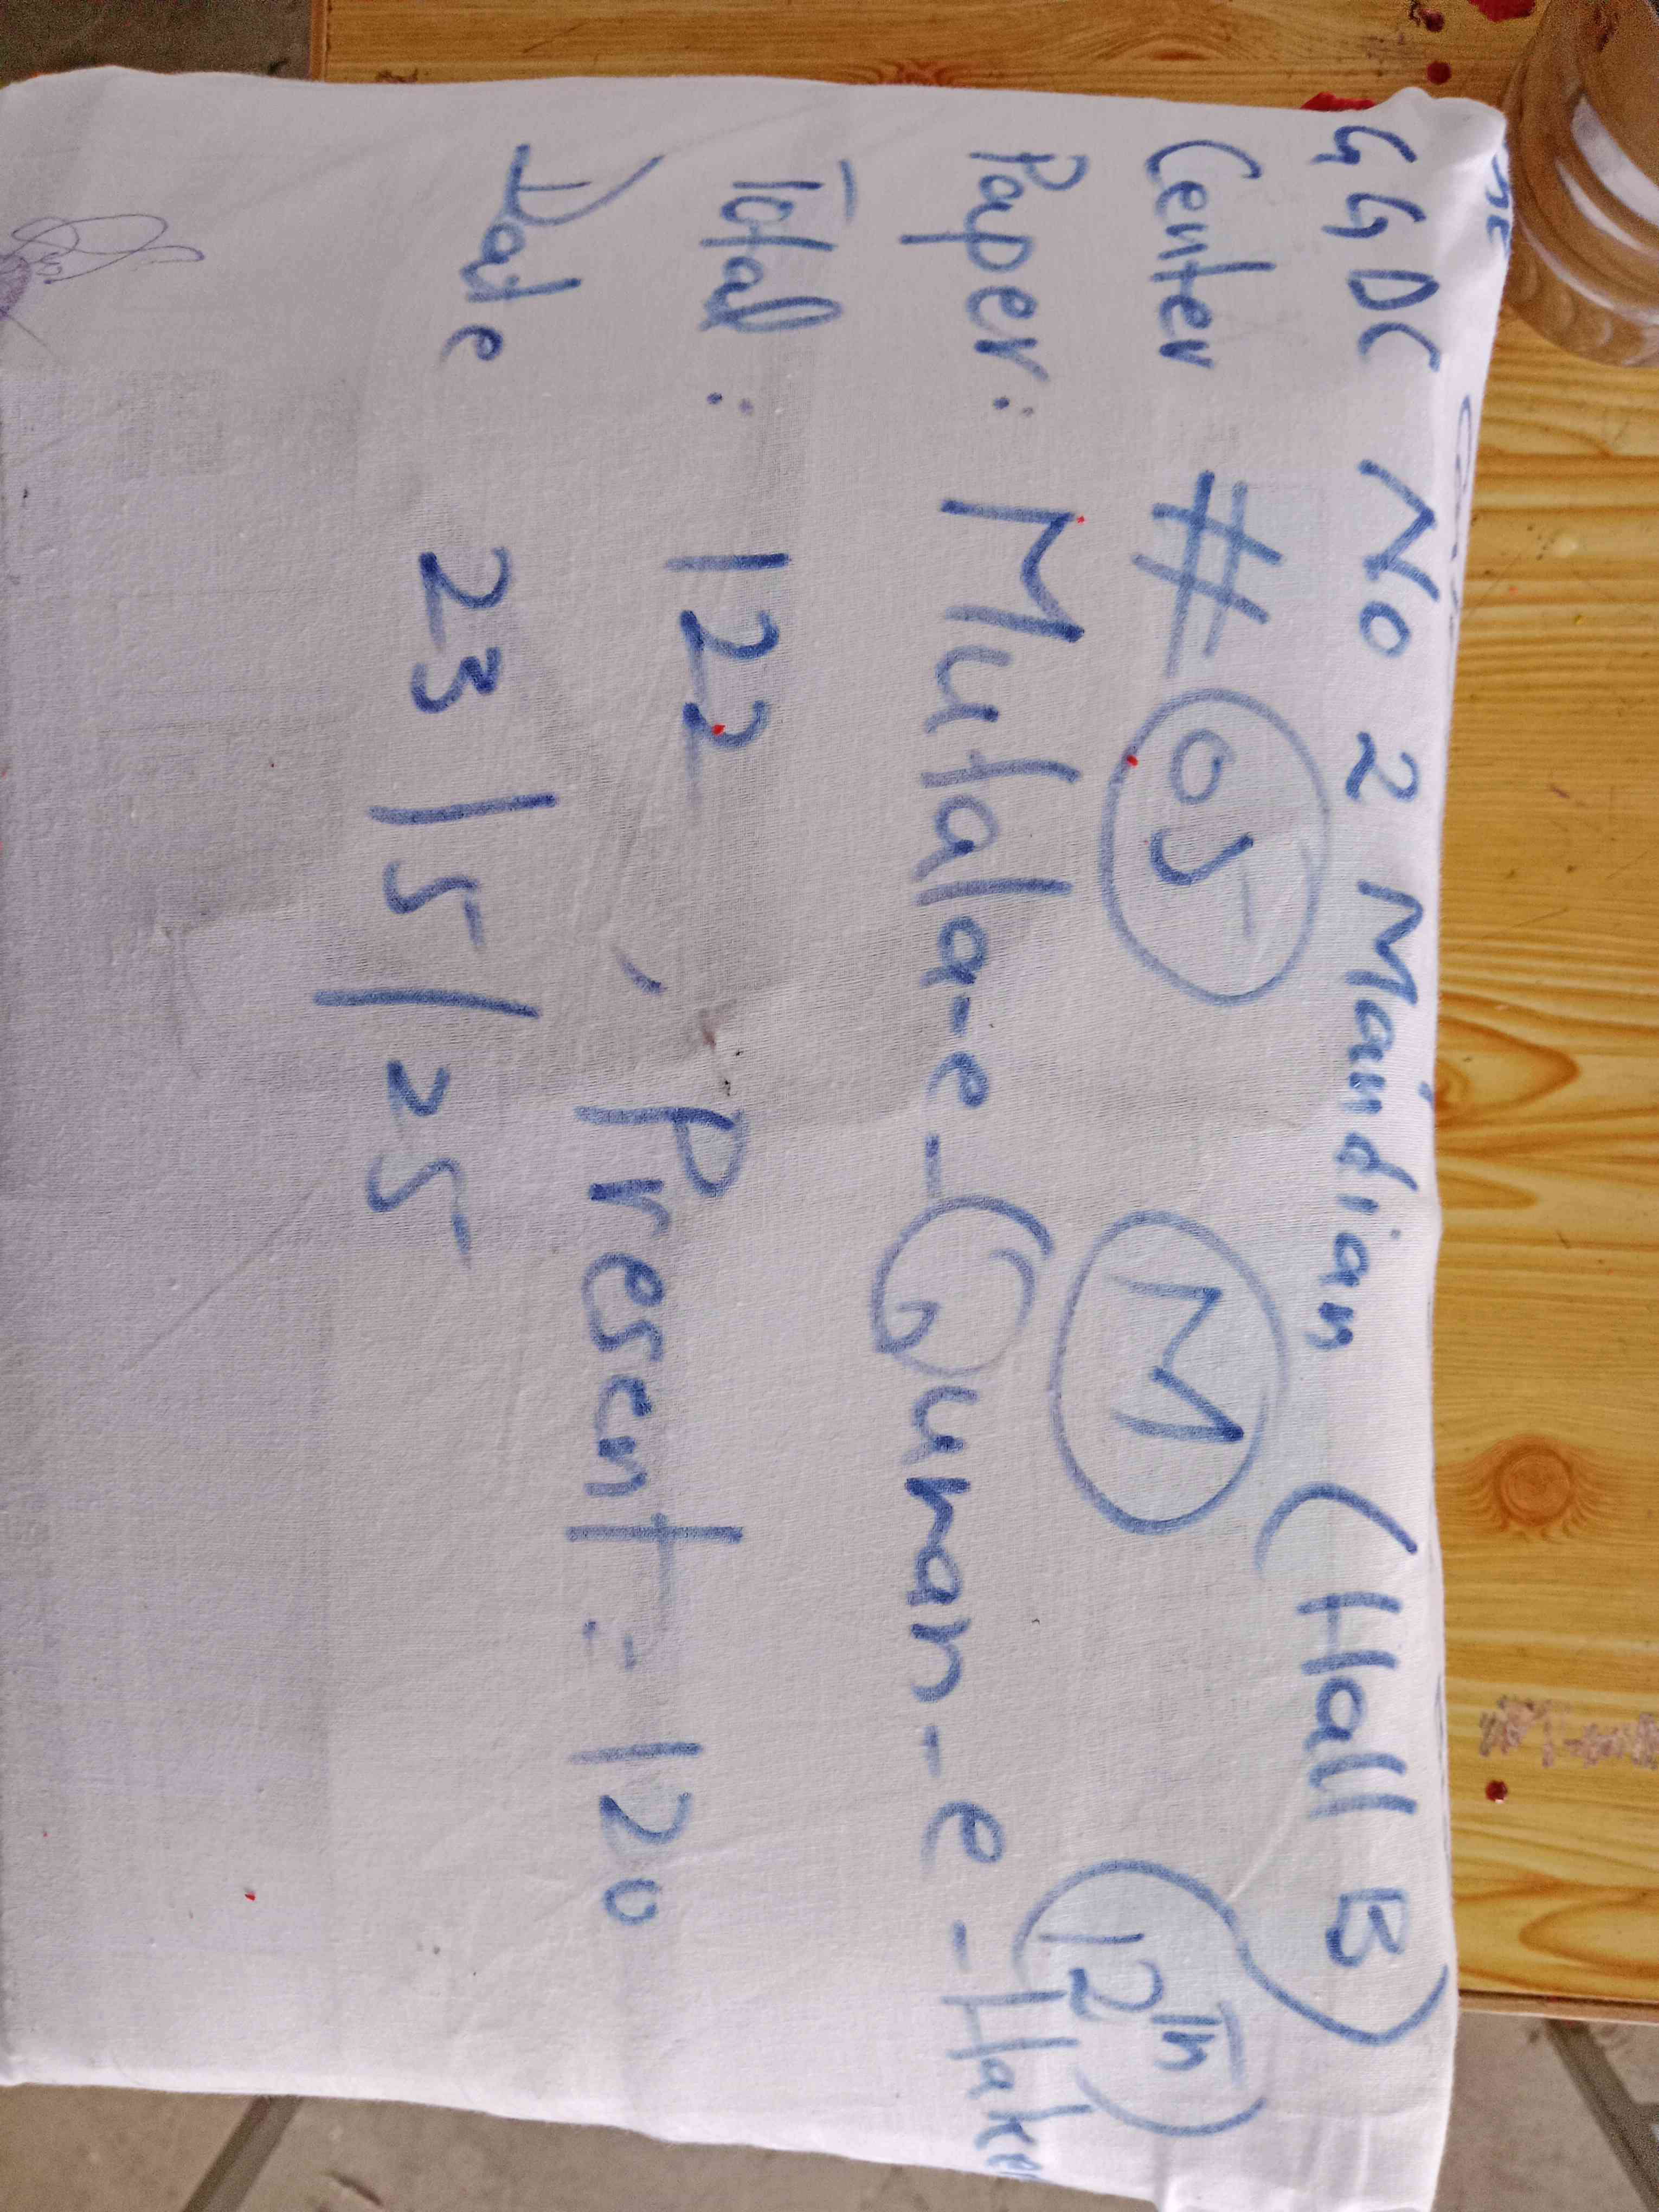 GGDC No 2 Mandian (Hall B)
Center # 05 M (12th)
Paper: Mutala-e-Quran-e-Hakee
Total : 122 , Present :- 120
Date 23/5/25